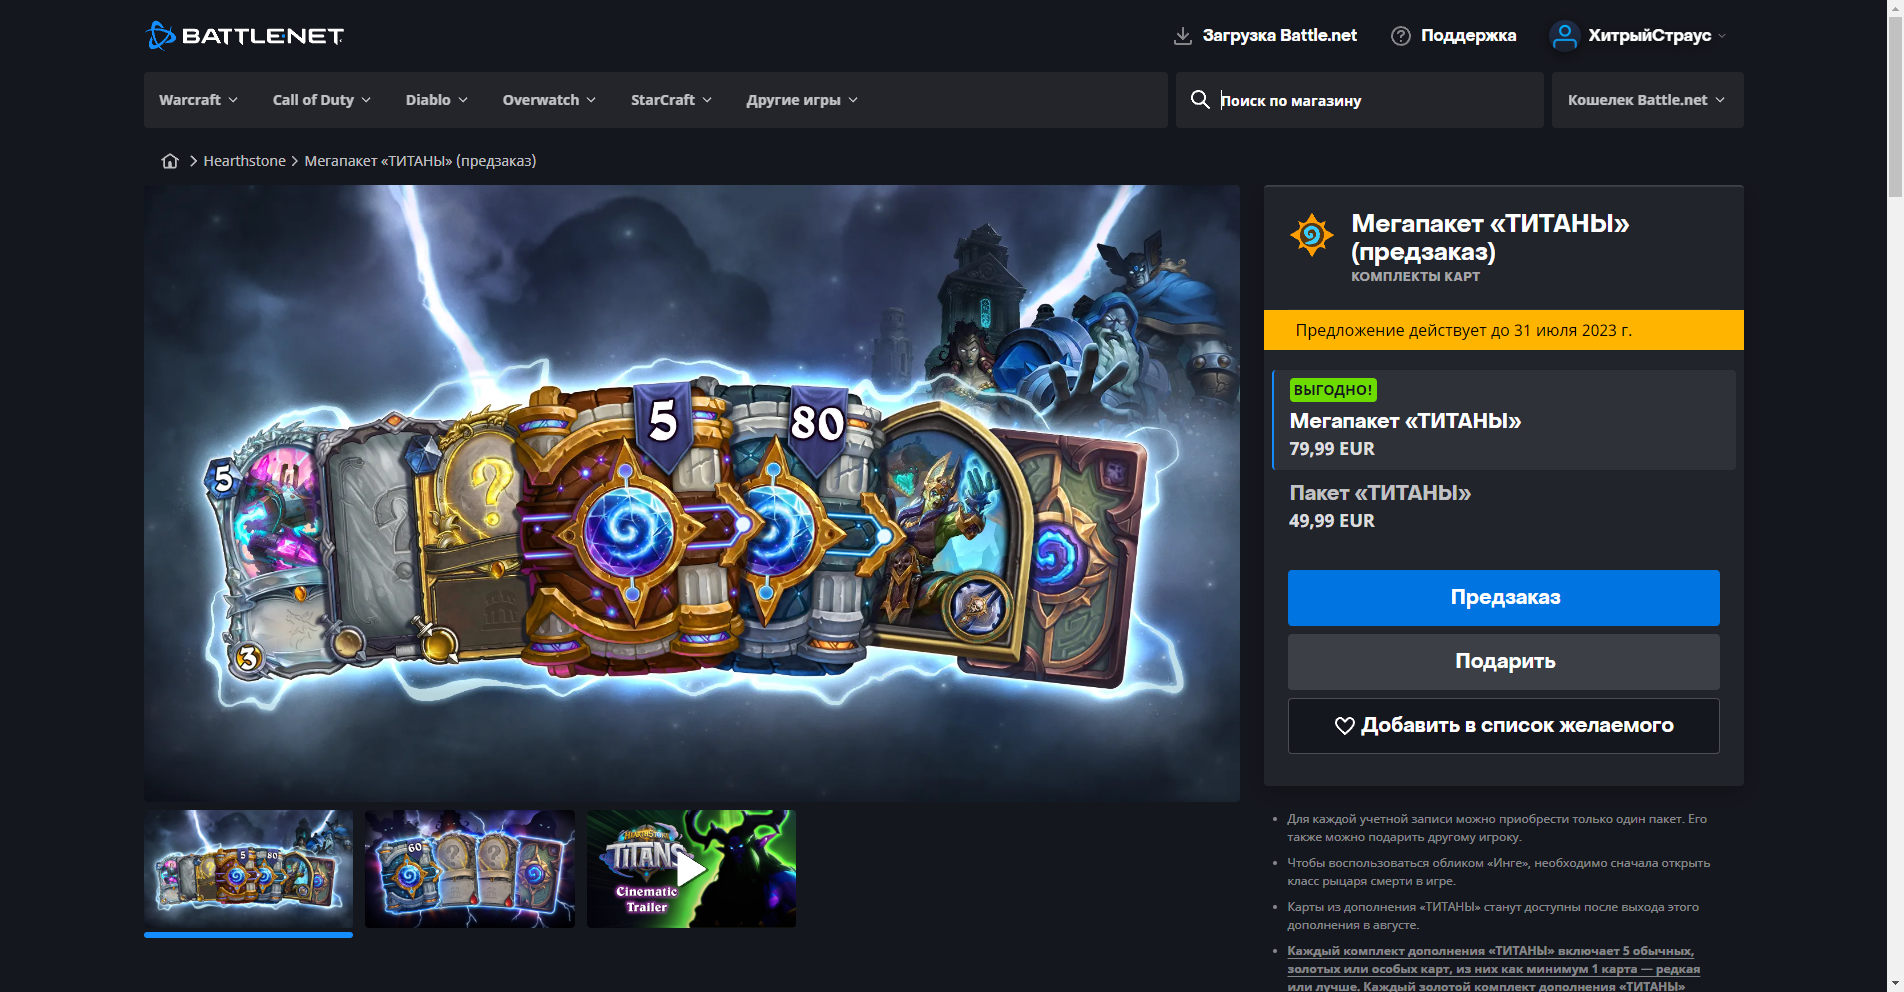 BATTLE.NET
Загрузка Battle.net
Поддержка
ХитрыйСтраус
Warcraft
Call of Duty
Diablo
Overwatch
StarCraft
Другие игры
Поиск по магазину
Кошелек Battle.net
Hearthstone
Мегапакет «ТИТАНЫ» (предзаказ)
5
5
80
3
Мегапакет «ТИТАНЫ»
(предзаказ)
КОМПЛЕКТЫ КАРТ
Предложение действует до 31 июля 2023 г.
ВЫГОДНО!
Мегапакет «ТИТАНЫ»
79,99 EUR
Пакет «ТИТАНЫ»
49,99 EUR
Предзаказ
Подарить
Добавить в список желаемого
5 80
60
HEARTHSTONE
TITANS
Cinematic
Trailer
Для каждой учетной записи можно приобрести только один пакет. Его
также можно подарить другому игроку.
Чтобы воспользоваться обликом «Инге», необходимо сначала открыть
класс рыцаря смерти в игре.
Карты из дополнения «ТИТАНЫ» станут доступны после выхода этого
дополнения в августе.
Каждый комплект дополнения «ТИТАНЫ» включает 5 обычных,
золотых или особых карт, из них как минимум 1 карта — редкая
или лучше. Каждый золотой комплект дополнения «ТИТАНЫ»